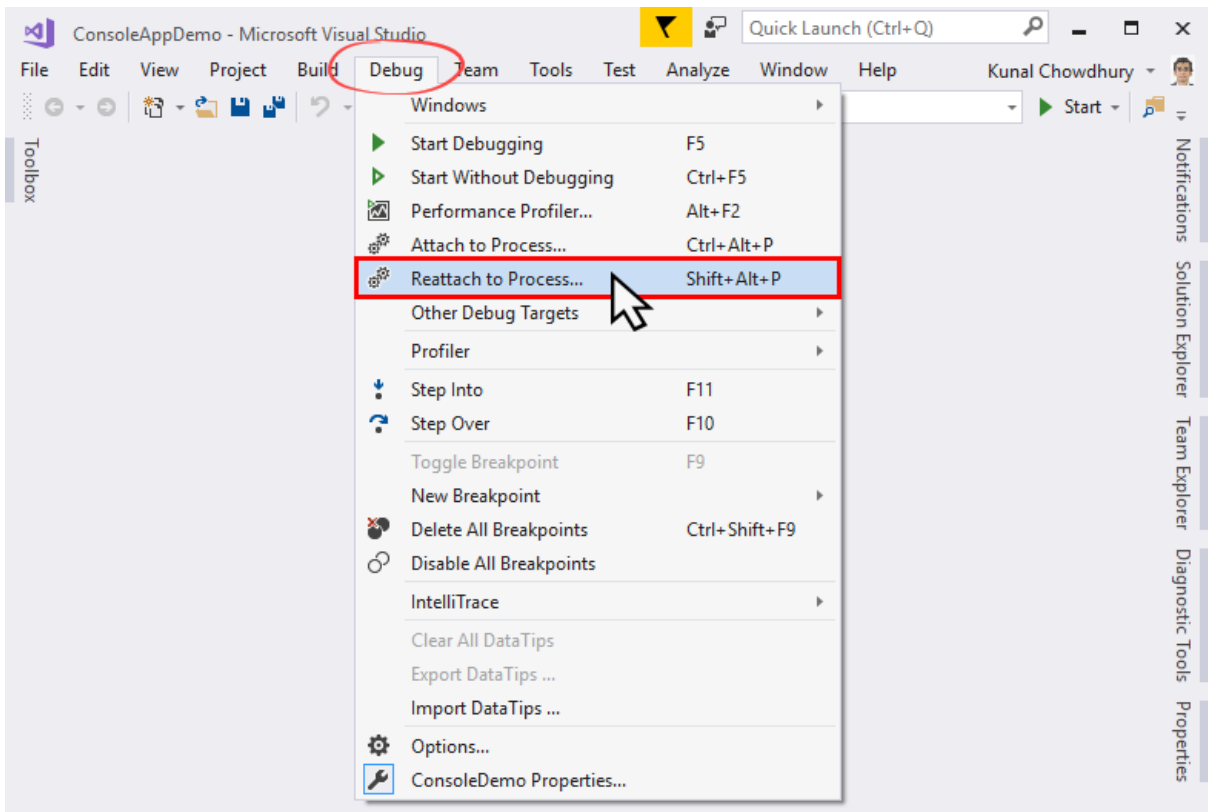 ConsoleAppDemo - Microsoft Visual Studio
Quick Launch (Ctrl+Q)
File Edit View Project Build Debug Team Tools Test Analyze Window Help Kunal Chowdhury
Start
Windows
Start Debugging F5
Start Without Debugging Ctrl+F5
Performance Profiler... Alt+F2
Attach to Process... Ctrl+Alt+P
Reattach to Process... Shift+Alt+P
Other Debug Targets
Profiler
Step Into F11
Step Over F10
Toggle Breakpoint F9
New Breakpoint
Delete All Breakpoints Ctrl+Shift+F9
Disable All Breakpoints
IntelliTrace
Clear All DataTips
Export DataTips ...
Import DataTips ...
Options...
ConsoleDemo Properties...
Toolbox
Notifications
Solution Explorer
Team Explorer
Diagnostic Tools
Properties